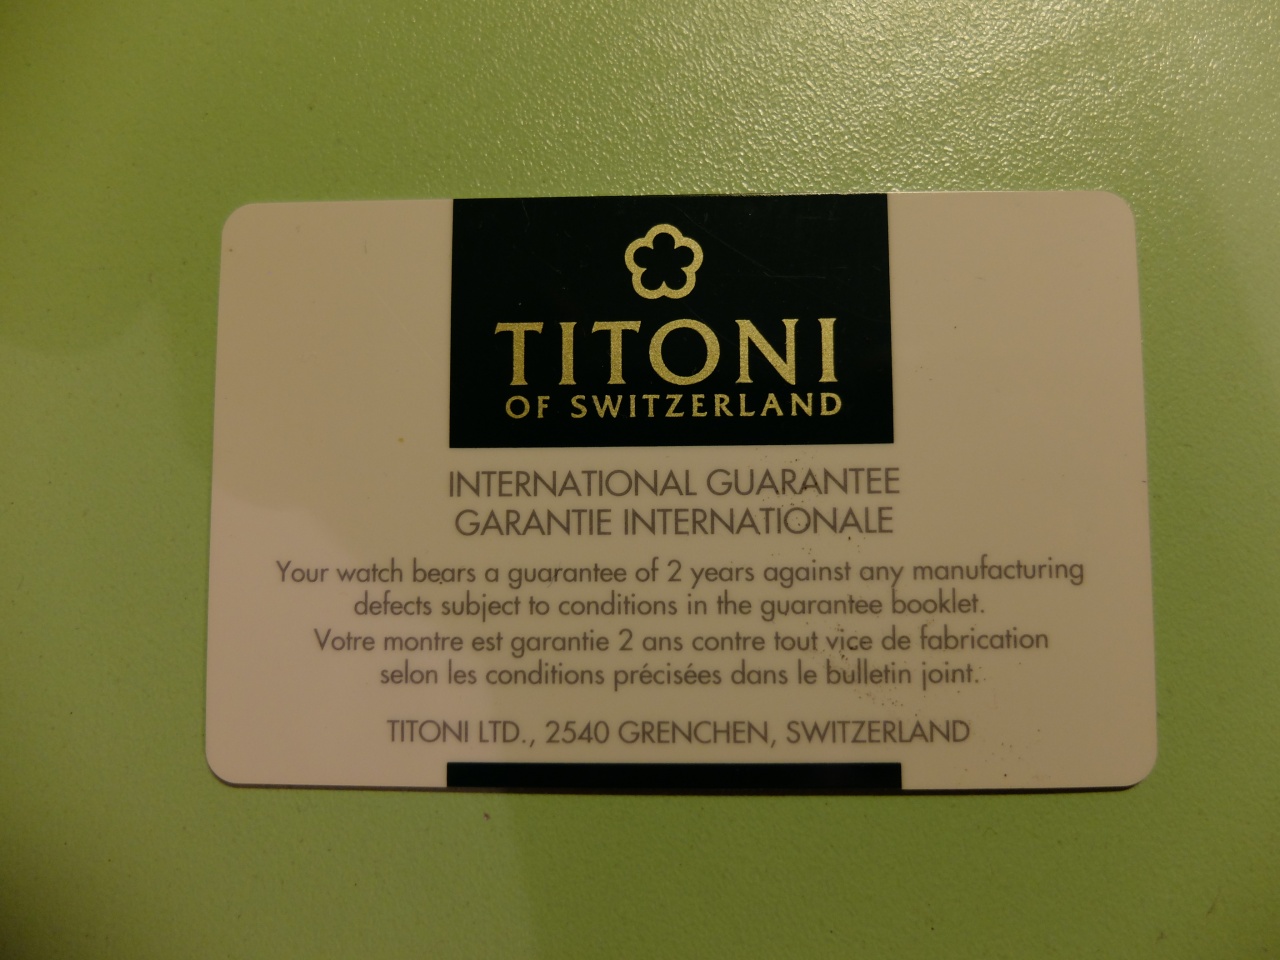 TITONI
OF SWITZERLAND
INTERNATIONAL GUARANTEE
GARANTIE INTERNATIONALE
Your watch bears a guarantee of 2 years against any manufacturing
defects subject to conditions in the guarantee booklet.
Votre montre est garantie 2 ans contre tout vice de fabrication
selon les conditions précisées dans le bulletin joint.
TITONI LTD., 2540 GRENCHEN, SWITZERLAND